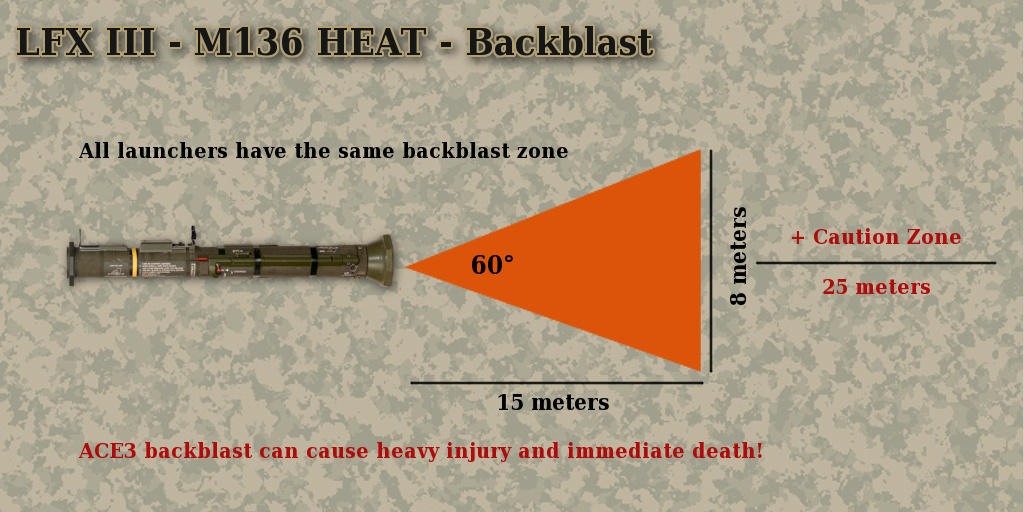 LFX III - M136 HEAT - Backblast
All launchers have the same backblast zone
60°
8 meters
+ Caution Zone
25 meters
15 meters
ACE3 backblast can cause heavy injury and immediate death!